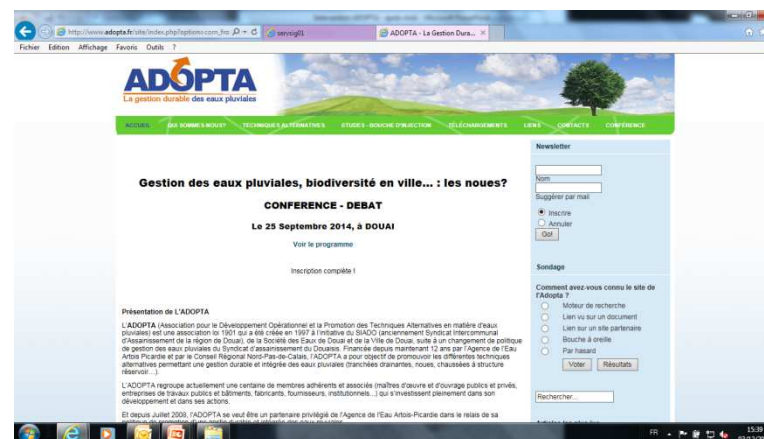 http://www.adopta.fr/site/index.php?option=com_fro
servsig01
ADOPTA - La Gestion Dura...
Fichier Edition Affichage Favoris Outils ?
ADOPTA
La gestion durable des eaux pluviales
ACCUEIL QUI SOMMES-NOUS? TECHNIQUES ALTERNATIVES ETUDES - BOUCHE D'INJECTION TÉLÉCHARGEMENTS LIENS CONTACTS CONFÉRENCE
Gestion des eaux pluviales, biodiversité en ville... : les noues?
CONFERENCE - DEBAT
Le 25 Septembre 2014, à DOUAI
Voir le programme
Inscription complète !
Présentation de L'ADOPTA
L'ADOPTA (Association pour le Développement Opérationnel et la Promotion des Techniques Alternatives en matière d'eaux
pluviales) est une association loi 1901 qui a été créée en 1997 à l'initiative du SIADO (anciennement Syndicat Intercommunal
d'Assainissement de la région de Douai), de la Société des Eaux de Douai et de la Ville de Douai, suite à un changement de politique
de gestion des eaux pluviales du Syndicat d'assainissement du Douaisis. Financée depuis maintenant 12 ans par l'Agence de l'Eau
Artois Picardie et par le Conseil Régional Nord-Pas-de-Calais, l'ADOPTA a pour objectif de promouvoir les différentes techniques
alternatives permettant une gestion durable et intégrée des eaux pluviales (tranchées drainantes, noues, chaussées à structure
réservoir…).
L'ADOPTA regroupe actuellement une centaine de membres adhérents et associés (maîtres d'œuvre et d'ouvrage publics et privés,
entreprises de travaux publics et bâtiments, fabricants, fournisseurs, institutionnels…) qui s'investissent pleinement dans son
développement et dans ses actions.
Et depuis Juillet 2008, l'ADOPTA se veut être un partenaire privilégié de l'Agence de l'Eau Artois-Picardie dans le relais de sa
Newsletter
Nom
Suggérer par mail
Inscrire
Annuler
Go!
Sondage
Comment avez-vous connu le site de
l'Adopta ?
Moteur de recherche
Lien vu sur un document
Lien sur un site partenaire
Bouche à oreille
Par hasard
Voter Résultats
Rechercher...
FR
15:39